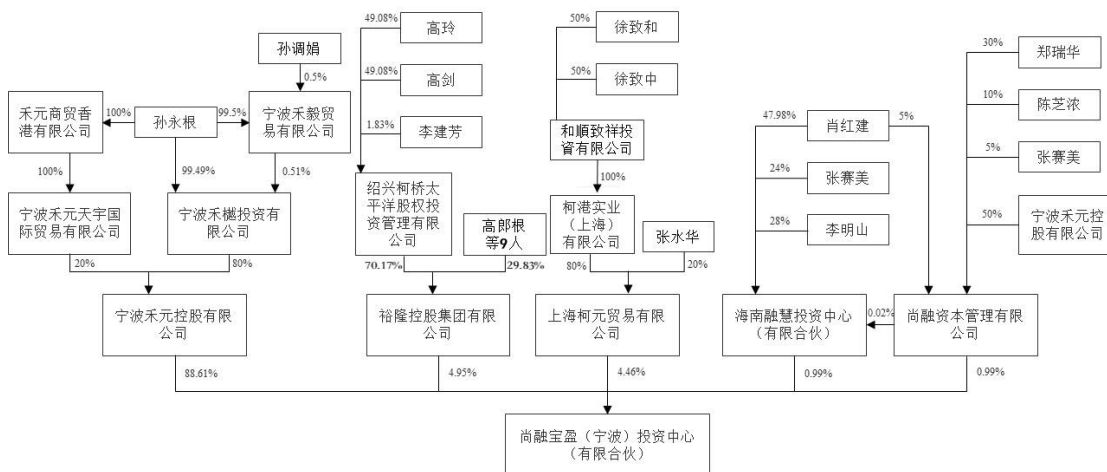 49.08%
高玲
50%
徐致和
孙调娟
30%
郑瑞华
0.5%
49.08%
高剑
50%
徐致中
10%
陈芝浓
禾元商贸香
港有限公司
100%
孙永根
99.5%
宁波禾毅贸
易有限公司
1.83%
李建芳
和順致祥投
資有限公司
47.98%
肖红建
5%
5%
张赛美
100%
99.49%
0.51%
100%
24%
张赛美
宁波禾元天宇国
际贸易有限公司
宁波禾樾投资有
限公司
绍兴柯桥太
平洋股权投
资管理有限
公司
高郎根
等9人
柯港实业
(上海)
有限公司
张水华
28%
李明山
50%
宁波禾元控
股有限公司
20%
80%
70.17%
29.83%
80%
20%
宁波禾元控股有限
公司
裕隆控股集团有限
公司
上海柯元贸易有限
公司
海南融慧投资中心
(有限合伙)
0.02%
尚融资本管理有限
公司
88.61%
4.95%
4.46%
0.99%
0.99%
尚融宝盈(宁波)投资中心
(有限合伙)